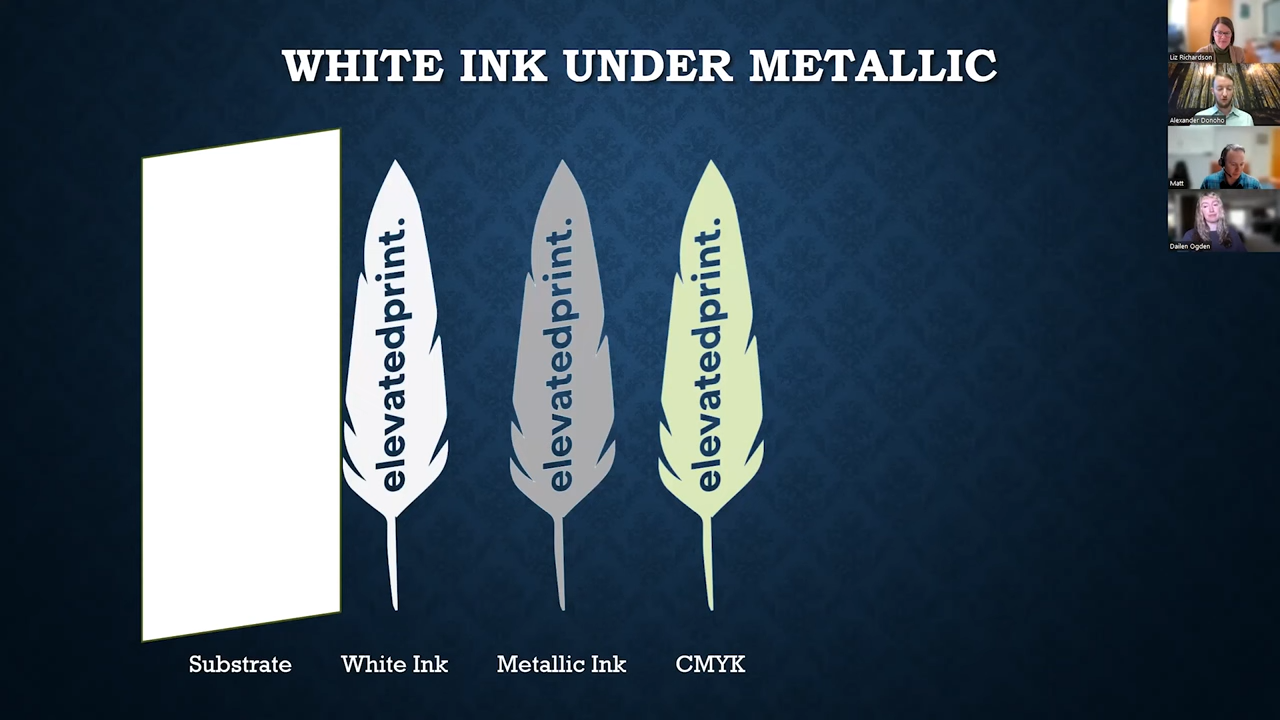 WHITE INK UNDER METALLIC
elevatedprint.
elevatedprint.
elevatedprint.
Substrate
White Ink
Metallic Ink
CMYK
Liz Richardson
Alexander Donoho
Matt
Dailen Ogden